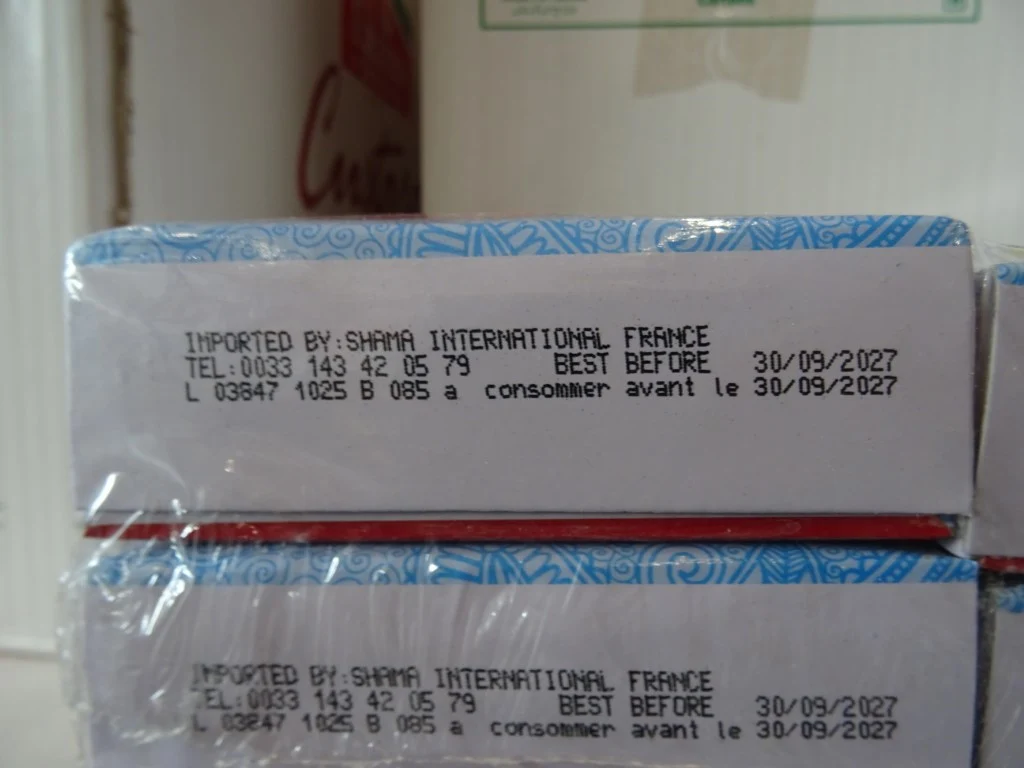 IMPORTED BY:SHAMA INTERNATIONAL FRANCE
TEL:0033 143 42 05 79 BEST BEFORE 30/09/2027
L 03847 1025 B 085 a consommer avant le 30/09/2027
IMPORTED BY:SHAMA INTERNATIONAL FRANCE
TEL:0033 143 42 05 79 BEST BEFORE 30/09/2027
L 03847 1025 B 085 a consommer avant le 30/09/2027